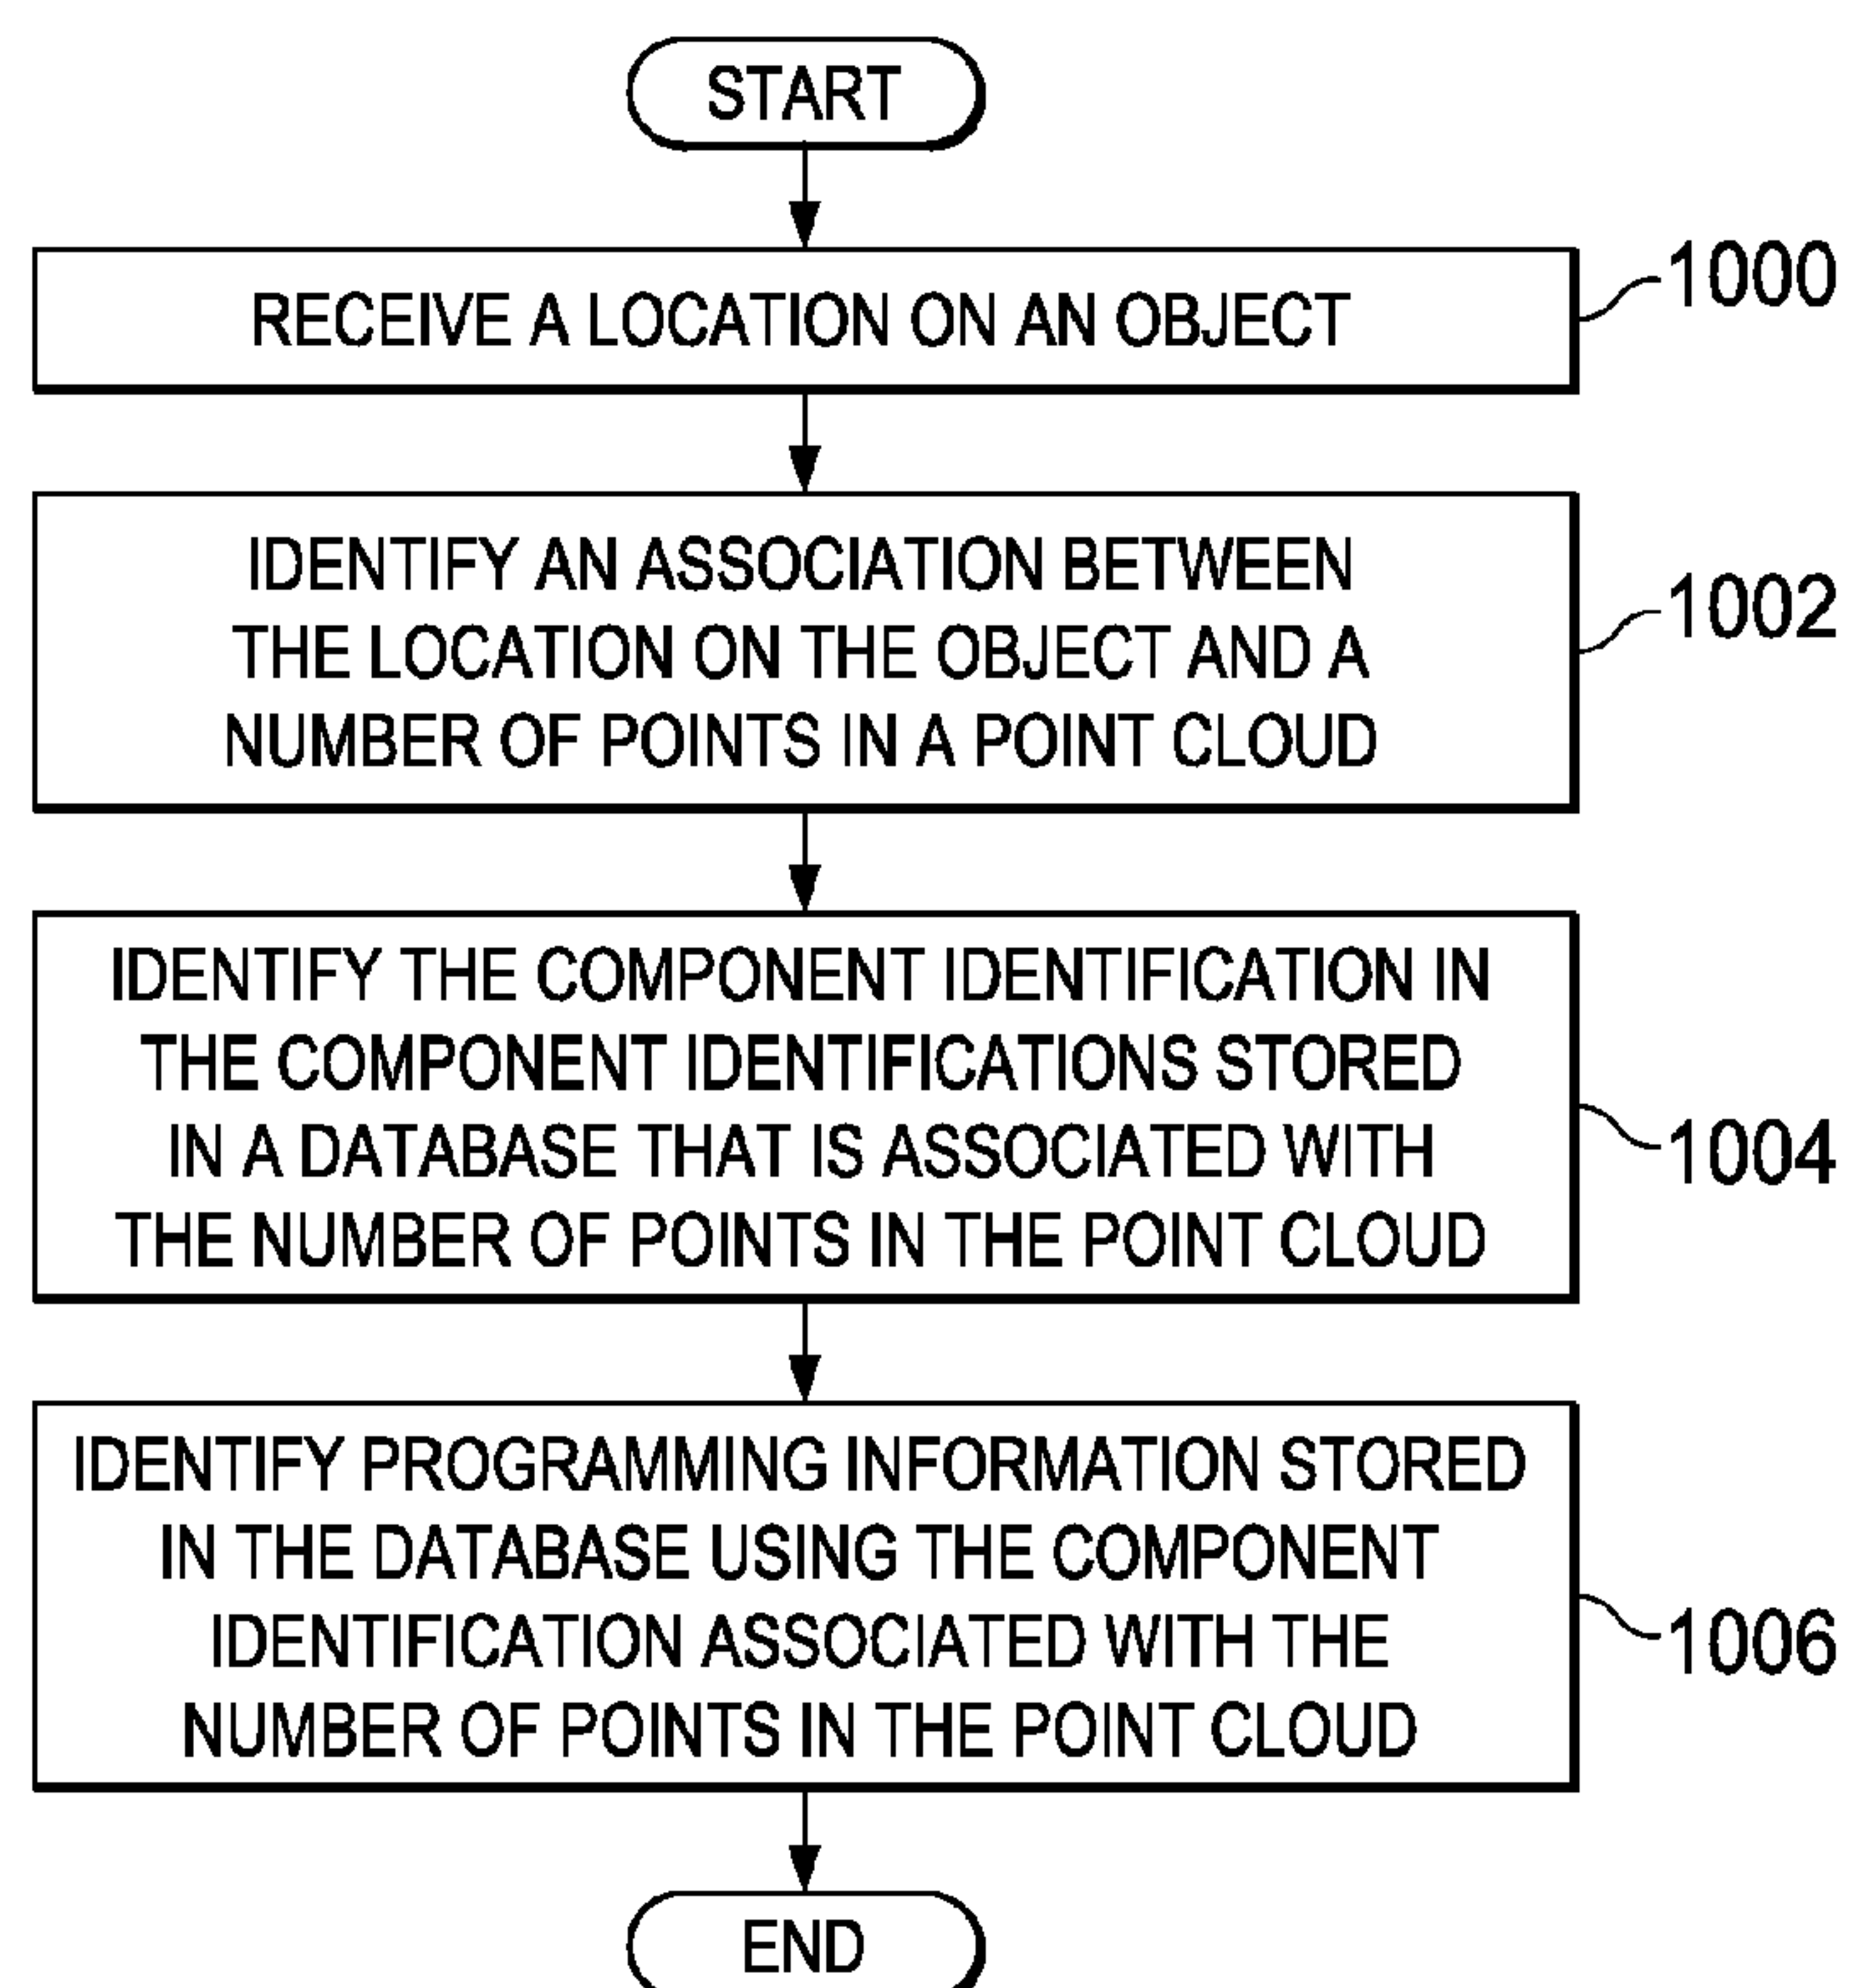 START
RECEIVE A LOCATION ON AN OBJECT
1000
IDENTIFY AN ASSOCIATION BETWEEN
THE LOCATION ON THE OBJECT AND A
NUMBER OF POINTS IN A POINT CLOUD
1002
IDENTIFY THE COMPONENT IDENTIFICATION IN
THE COMPONENT IDENTIFICATIONS STORED
IN A DATABASE THAT IS ASSOCIATED WITH
THE NUMBER OF POINTS IN THE POINT CLOUD
1004
IDENTIFY PROGRAMMING INFORMATION STORED
IN THE DATABASE USING THE COMPONENT
IDENTIFICATION ASSOCIATED WITH THE
NUMBER OF POINTS IN THE POINT CLOUD
1006
END